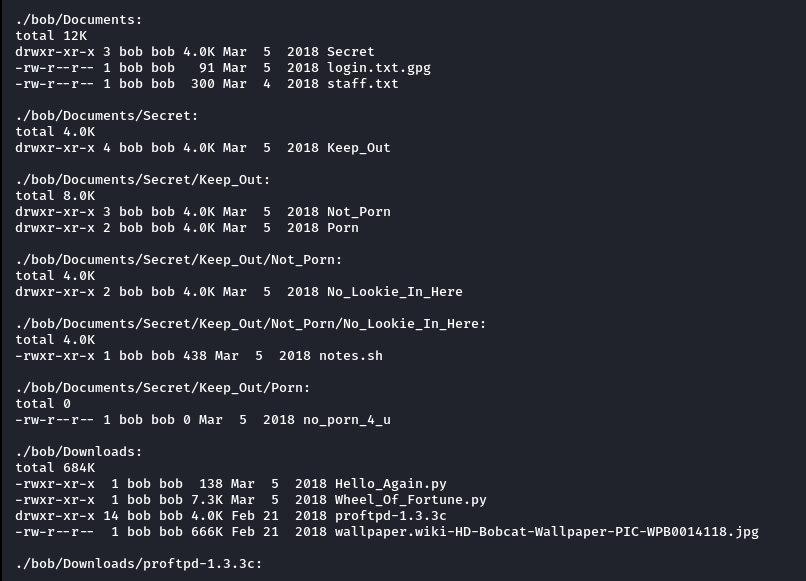 ./bob/Documents:
total 12K
drwxr-xr-x 3 bob bob 4.0K Mar  5  2018 Secret
-rw-r--r-- 1 bob bob   91 Mar  5  2018 login.txt.gpg
-rw-r--r-- 1 bob bob  300 Mar  4  2018 staff.txt

./bob/Documents/Secret:
total 4.0K
drwxr-xr-x 4 bob bob 4.0K Mar  5  2018 Keep_Out

./bob/Documents/Secret/Keep_Out:
total 8.0K
drwxr-xr-x 3 bob bob 4.0K Mar  5  2018 Not_Porn
drwxr-xr-x 2 bob bob 4.0K Mar  5  2018 Porn

./bob/Documents/Secret/Keep_Out/Not_Porn:
total 4.0K
drwxr-xr-x 2 bob bob 4.0K Mar  5  2018 No_Lookie_In_Here

./bob/Documents/Secret/Keep_Out/Not_Porn/No_Lookie_In_Here:
total 4.0K
-rwxr-xr-x 1 bob bob 438 Mar  5  2018 notes.sh

./bob/Documents/Secret/Keep_Out/Porn:
total 0
-rw-r--r-- 1 bob bob 0 Mar  5  2018 no_porn_4_u

./bob/Downloads:
total 684K
-rwxr-xr-x  1 bob bob  138 Mar  5  2018 Hello_Again.py
-rwxr-xr-x  1 bob bob 7.3K Mar  5  2018 Wheel_Of_Fortune.py
drwxr-xr-x 14 bob bob 4.0K Feb 21  2018 proftpd-1.3.3c
-rw-r--r--  1 bob bob 666K Feb 21  2018 wallpaper.wiki-HD-Bobcat-Wallpaper-PIC-WPB0014118.jpg

./bob/Downloads/proftpd-1.3.3c: